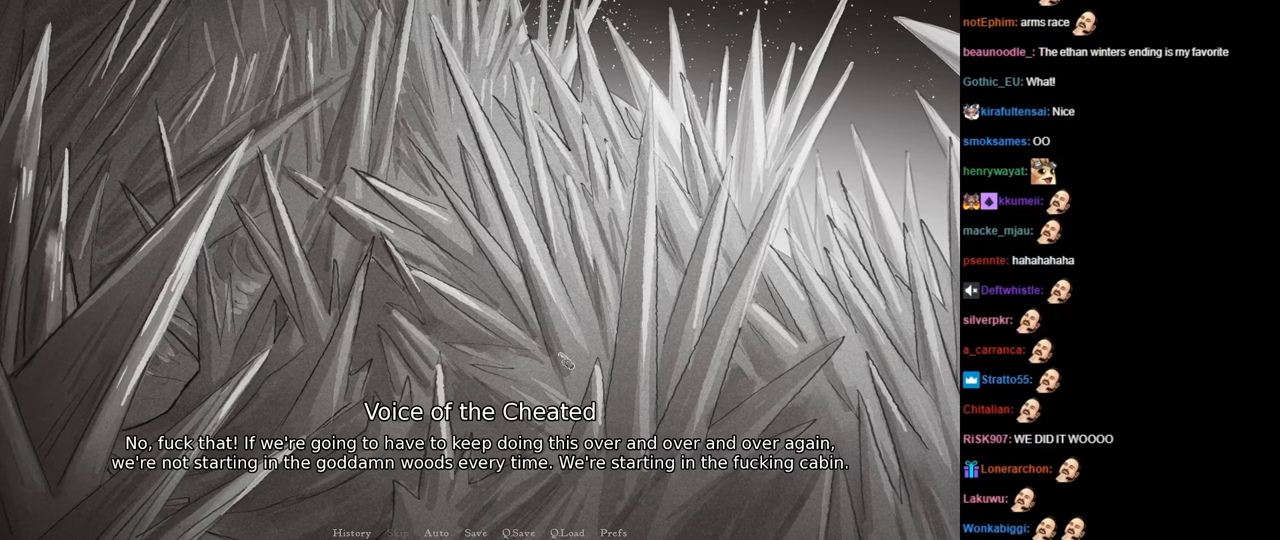 Voice of the Cheated
No, fuck that! If we're going to have to keep doing this over and over and over again,
we're not starting in the goddamn woods every time. We're starting in the fucking cabin.
History Skip Auto Save Q.Save Q.Load Prefs
notEphim: arms race
beaunoodle_: The ethan winters ending is my favorite
Gothic_EU: What!
kirafultensai: Nice
smoksames: OO
henrywayat:
kkumeii:
macke_mjau:
psennte: hahahahaha
Deftwhistle:
silverpkr:
a_carranca:
Stratto55:
Chitalian:
RiSK907: WE DID IT WOOOO
Lonerarchon:
Lakuwu:
Wonkabiggi: